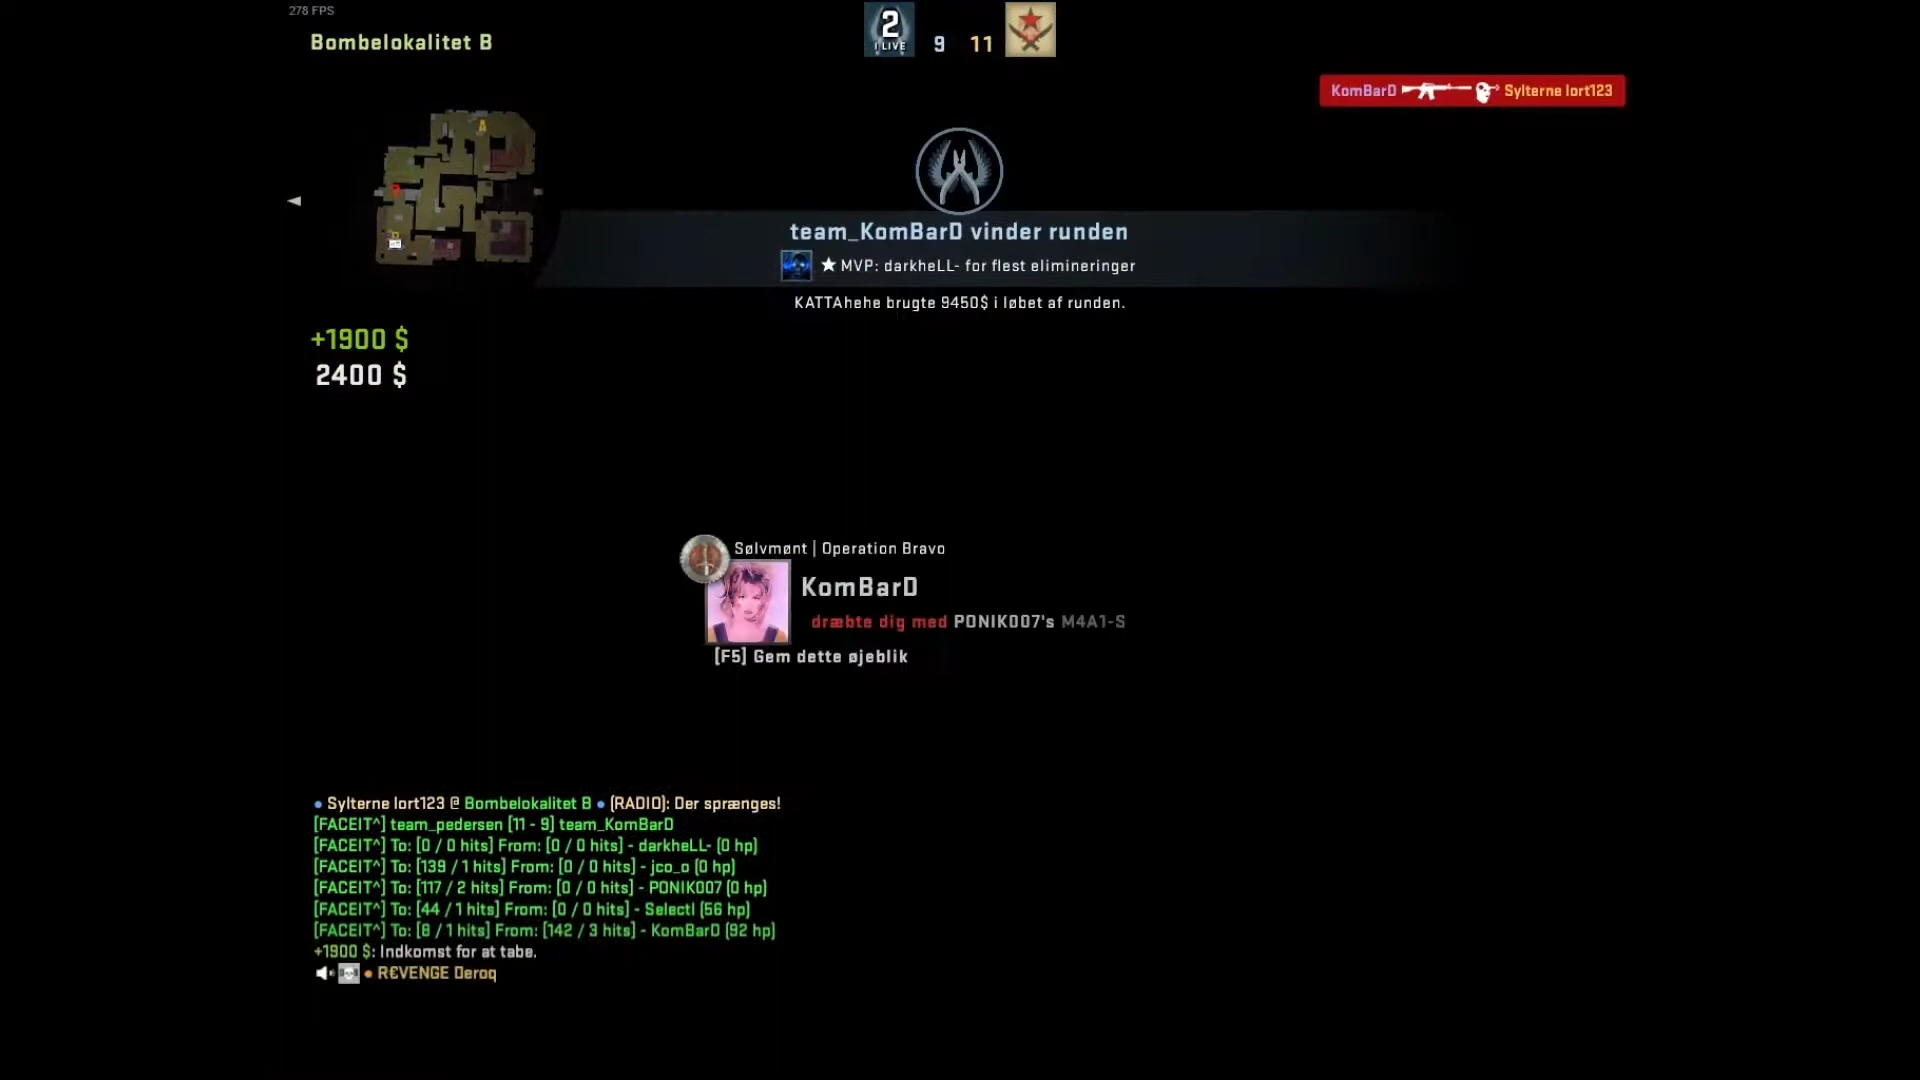 278 FPS
Bombelokalitet B
2
I LIVE
9 11
KomBarD Sylterne lort123
A
B
team_KomBarD vinder runden
★ MVP: darkheLL- for flest elimineringer
KATTAhehe brugte 9450$ i løbet af runden.
+1900 $
2400 $
Sølvmønt | Operation Bravo
KomBarD
dræbte dig med PONIK007's M4A1-S
[F5] Gem dette øjeblik
● Sylterne lort123 @ Bombelokalitet B ● (RADIO): Der sprænges!
[FACEIT^] team_pedersen [11 - 9] team_KomBarD
[FACEIT^] To: [0 / 0 hits] From: [0 / 0 hits] - darkheLL- (0 hp)
[FACEIT^] To: [139 / 1 hits] From: [0 / 0 hits] - jco_o (0 hp)
[FACEIT^] To: [117 / 2 hits] From: [0 / 0 hits] - PONIK007 (0 hp)
[FACEIT^] To: [44 / 1 hits] From: [0 / 0 hits] - Selectl (56 hp)
[FACEIT^] To: [8 / 1 hits] From: [142 / 3 hits] - KomBarD (92 hp)
+1900 $: Indkomst for at tabe.
● R€VENGE Deroq